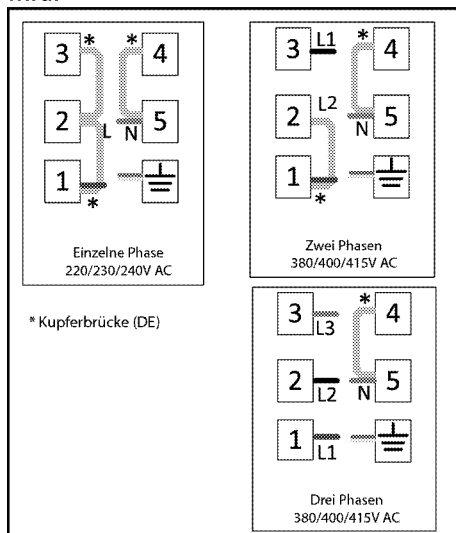 * *
3 4
2 L N 5
1
*
Einzelne Phase
220/230/240V AC
* Kupferbrücke (DE)
3 L1 * 4
2 L2 N 5
1
*
Zwei Phasen
380/400/415V AC
3 L3 * 4
2 L2 N 5
1 L1
Drei Phasen
380/400/415V AC